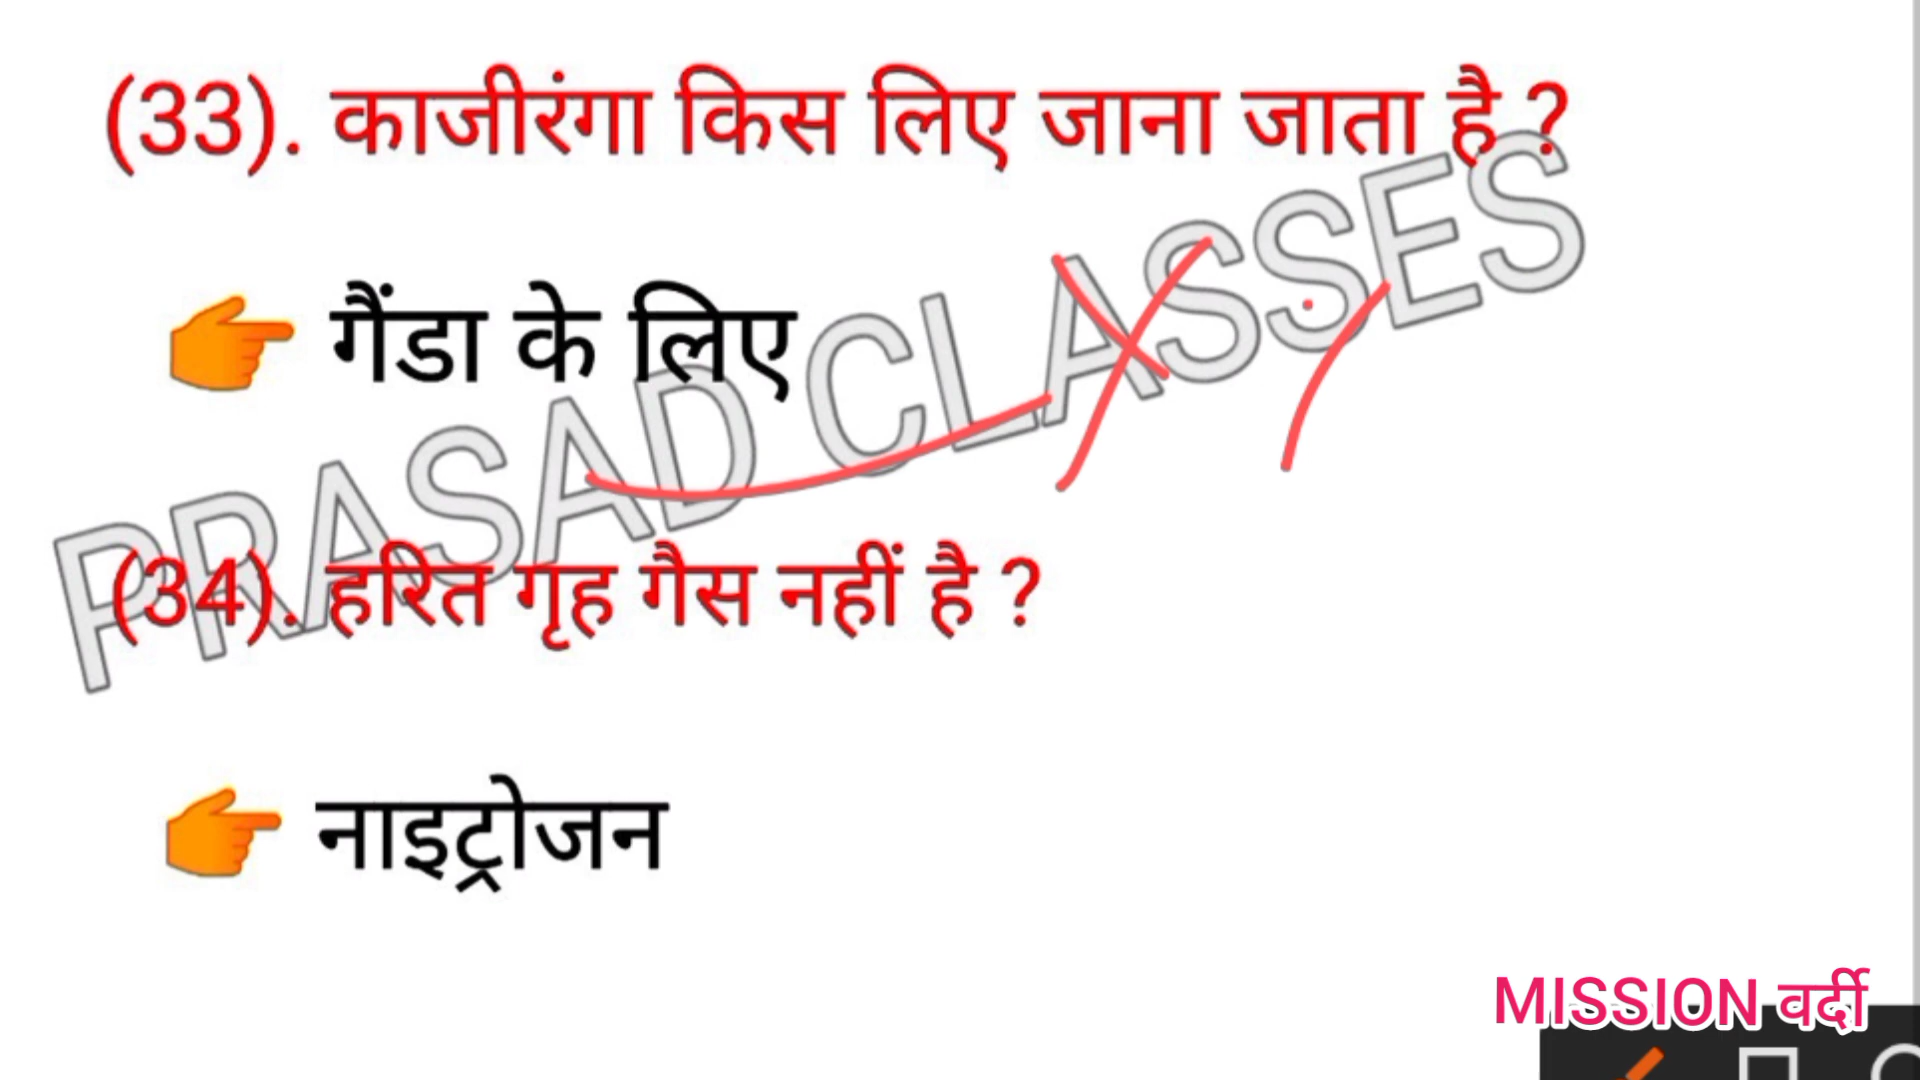 (33). काजीरंगा किस लिए जाना जाता है ?
👉 गैंडा के लिए
PRASAD CLASSES
(34). हरित गृह गैस नहीं है ?
👉 नाइट्रोजन
MISSION वर्दी